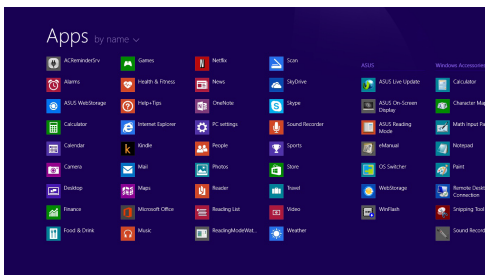 Apps by name
ACReminderSrv
Alarms
ASUS WebStorage
Calculator
Calendar
Camera
Desktop
Finance
Food & Drink
Games
Health & Fitness
Help+Tips
Internet Explorer
Kindle
Mail
Maps
Microsoft Office
Music
Netflix
News
OneNote
PC settings
People
Photos
Reader
Reading List
ReadingModeWat...
Scan
SkyDrive
Skype
Sound Recorder
Sports
Store
Travel
Video
Weather
ASUS
ASUS Live Update
ASUS On-Screen
Display
ASUS Reading
Mode
eManual
OS Switcher
WebStorage
WinFlash
Windows Accessories
Calculator
Character Ma
Math Input Pa
Notepad
Paint
Remote Desk
Connection
Snipping Tool
Sound Record